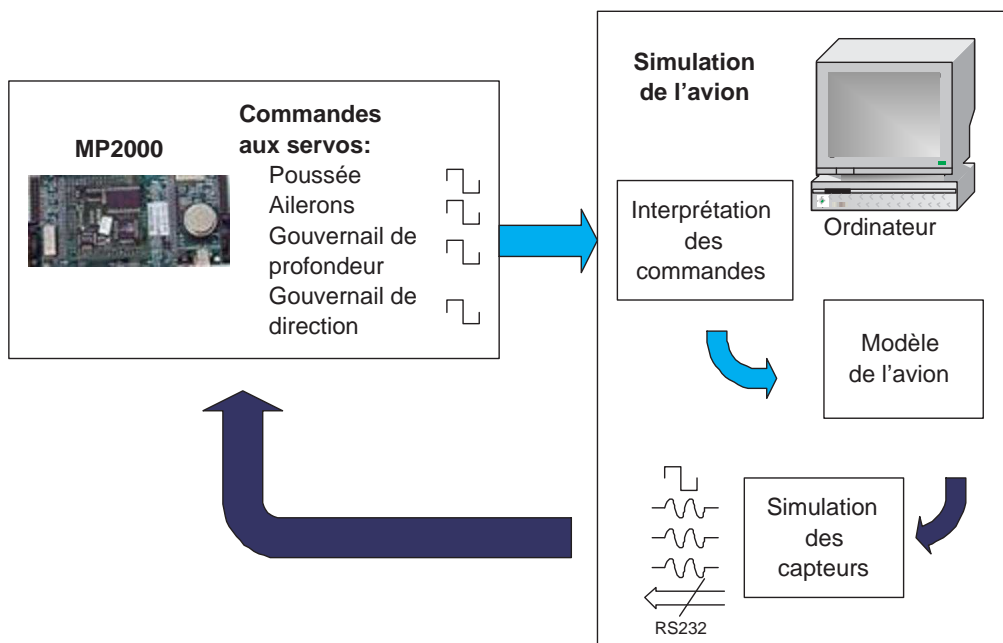 MP2000
Commandes
aux servos:
Poussée
Ailerons
Gouvernail de
profondeur
Gouvernail de
direction
Simulation
de l'avion
Ordinateur
Interprétation
des
commandes
Modèle
de l'avion
Simulation
des
capteurs
RS232